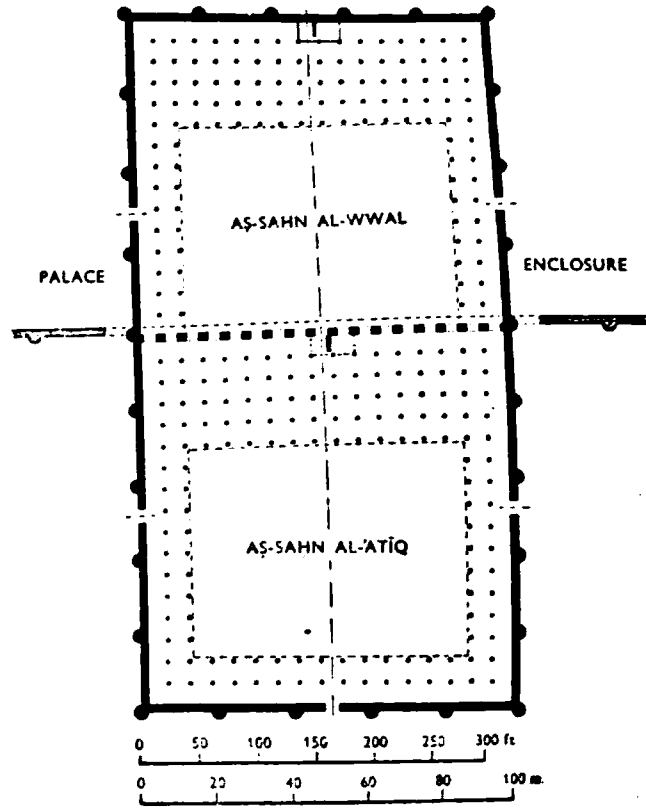 AṢ-SAHN AL-WWAL
PALACE
ENCLOSURE
AṢ-SAHN AL-'ATĪQ
0 50 100 150 200 250 300 ft
0 20 40 60 80 100 m.